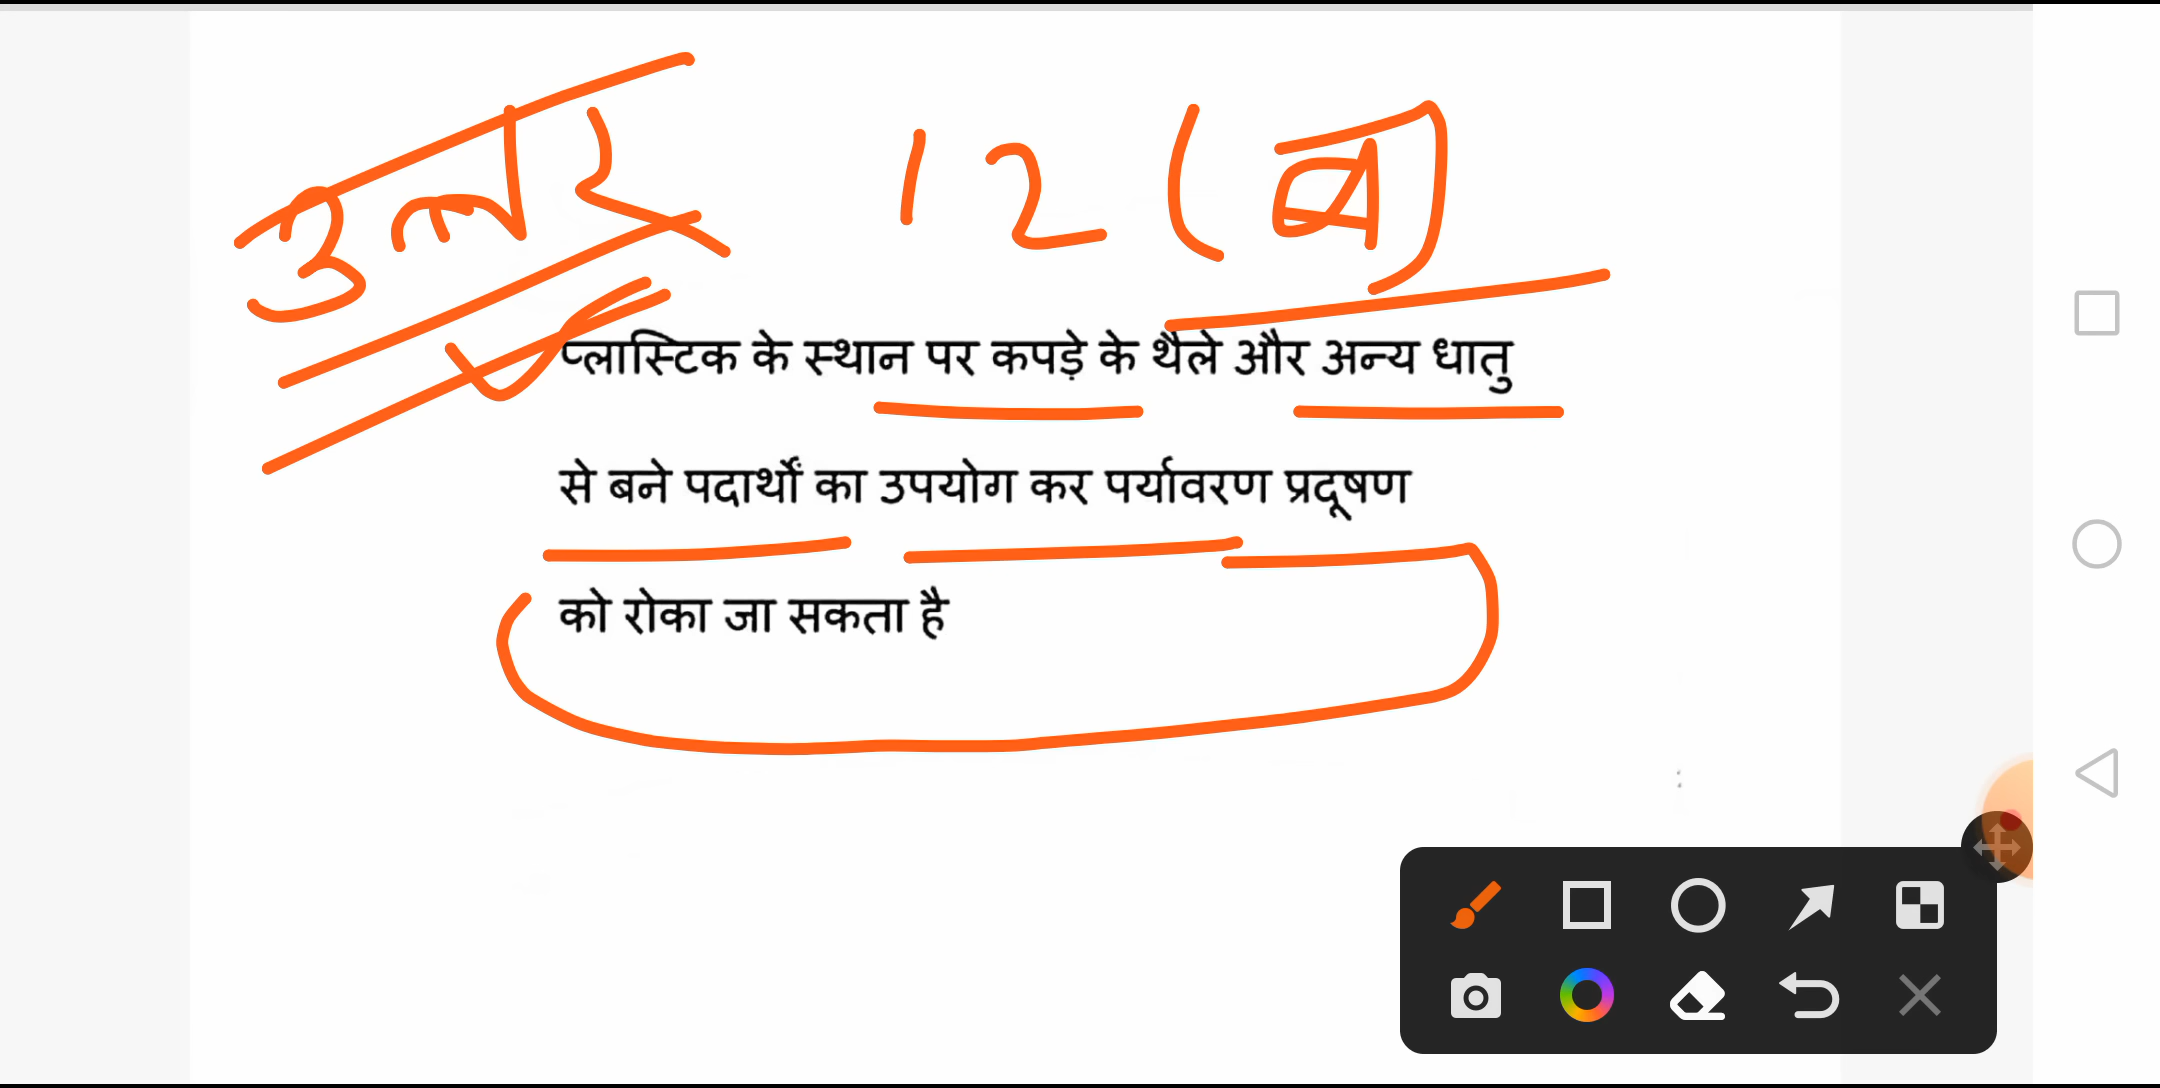 उत्तर 12 (ब)
प्लास्टिक के स्थान पर कपड़े के थैले और अन्य धातु
से बने पदार्थों का उपयोग कर पर्यावरण प्रदूषण
को रोका जा सकता है